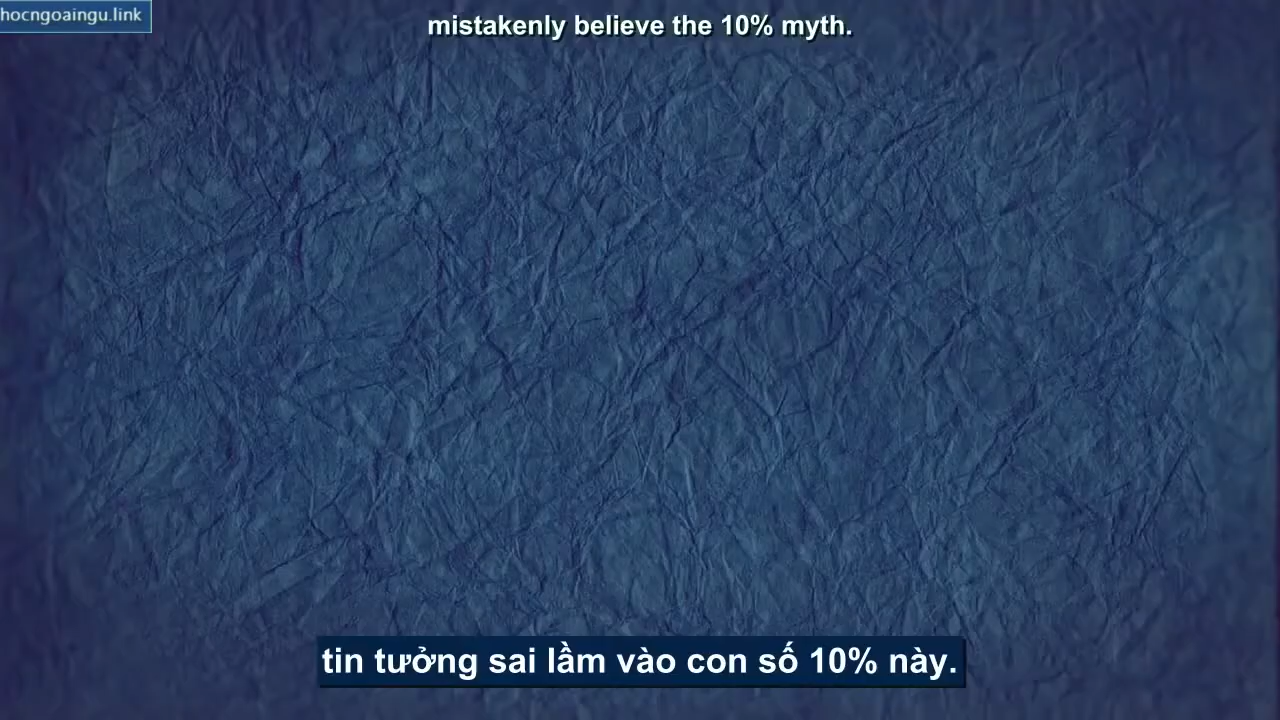 hocngoaingu.link
mistakenly believe the 10% myth.
tin tưởng sai lầm vào con số 10% này.